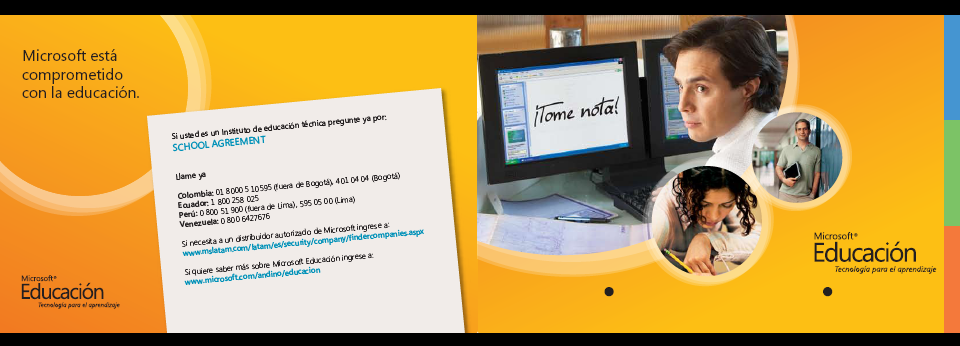 Microsoft está
comprometido
con la educación.
Si usted es un Instituto de educación técnica pregunte ya por:
SCHOOL AGREEMENT
Llame ya
Colombia: 01 8000 5 10595 (fuera de Bogotá), 4 01 04 04 (Bogotá)
Ecuador: 1 800 258 025
Perú: 0 800 51 900 (fuera de Lima), 595 05 00 (Lima)
Venezuela: 0 800 6427676
Si necesita a un distribuidor autorizado de Microsoft ingrese a:
www.mslatam.com/latam/es/security/company/findercompanies.aspx
Si quiere saber más sobre Microsoft Educación ingrese a:
www.microsoft.com/andino/educacion
Microsoft®
Educación
Tecnología para el aprendizaje
¡Tome nota!
Microsoft®
Educación
Tecnología para el aprendizaje